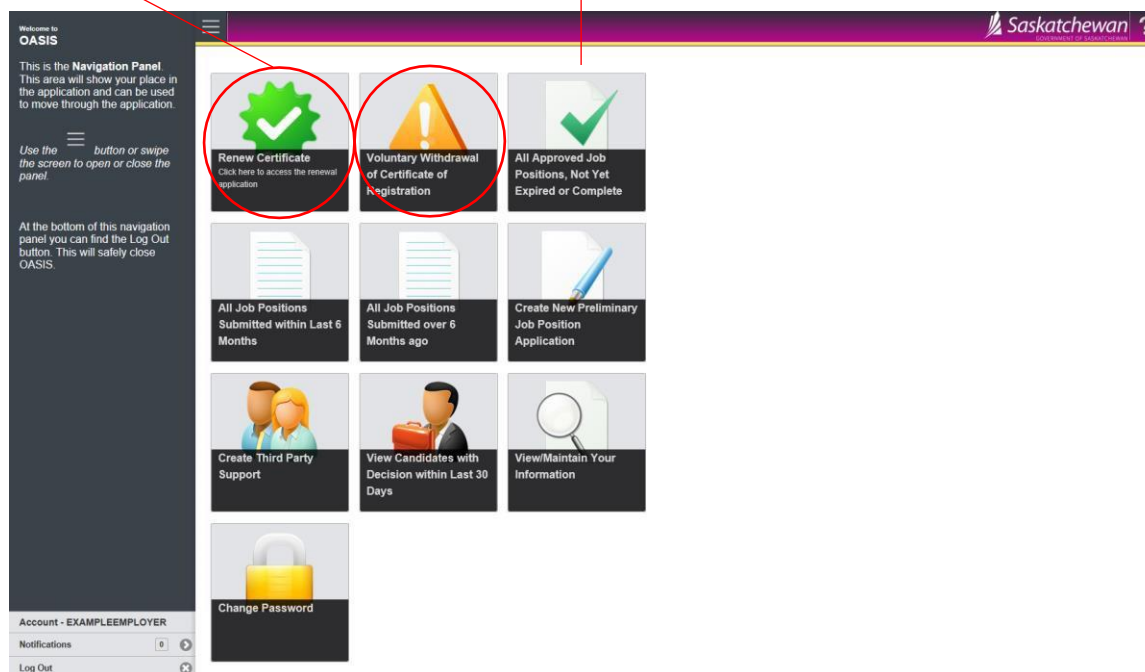 Welcome to
OASIS
This is the Navigation Panel.
This area will show your place in
the application and can be used
to move through the application.
Use the button or swipe
the screen to open or close the
panel.
At the bottom of this navigation
panel you can find the Log Out
button. This will safely close
OASIS.
Account - EXAMPLEEMPLOYER
Notifications 0
Log Out
Saskatchewan ?
GOVERNMENT OF SASKATCHEWAN
Renew Certificate
Click here to access the renewal
application
Voluntary Withdrawal
of Certificate of
Registration
All Approved Job
Positions, Not Yet
Expired or Complete
All Job Positions
Submitted within Last 6
Months
All Job Positions
Submitted over 6
Months ago
Create New Preliminary
Job Position
Application
Create Third Party
Support
View Candidates with
Decision within Last 30
Days
View/Maintain Your
Information
Change Password